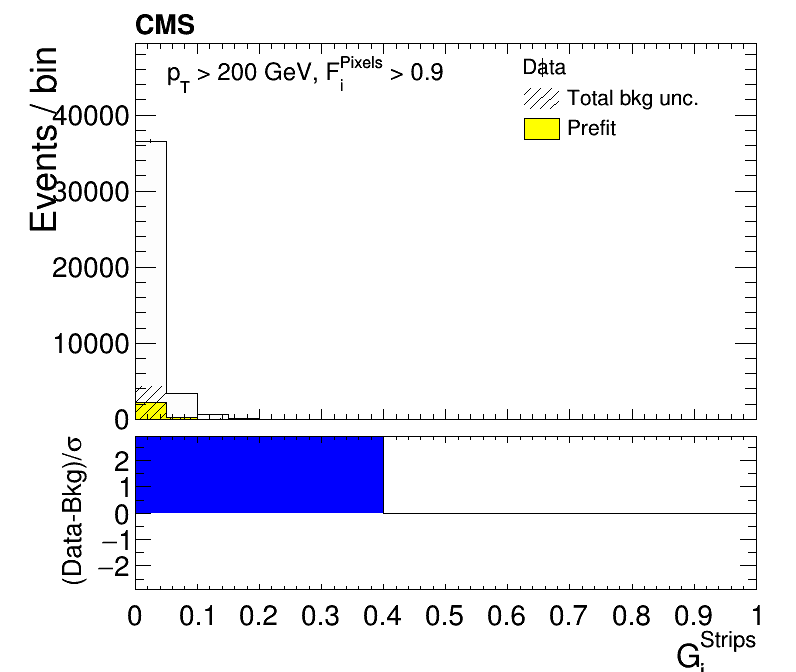 CMS
p_T > 200 GeV, F_i^Pixels > 0.9
Data
Total bkg unc.
Prefit
Events / bin
40000
30000
20000
10000
0
(Data-Bkg)/σ
2
1
0
−1
−2
0 0.1 0.2 0.3 0.4 0.5 0.6 0.7 0.8 0.9 1
G_i^Strips